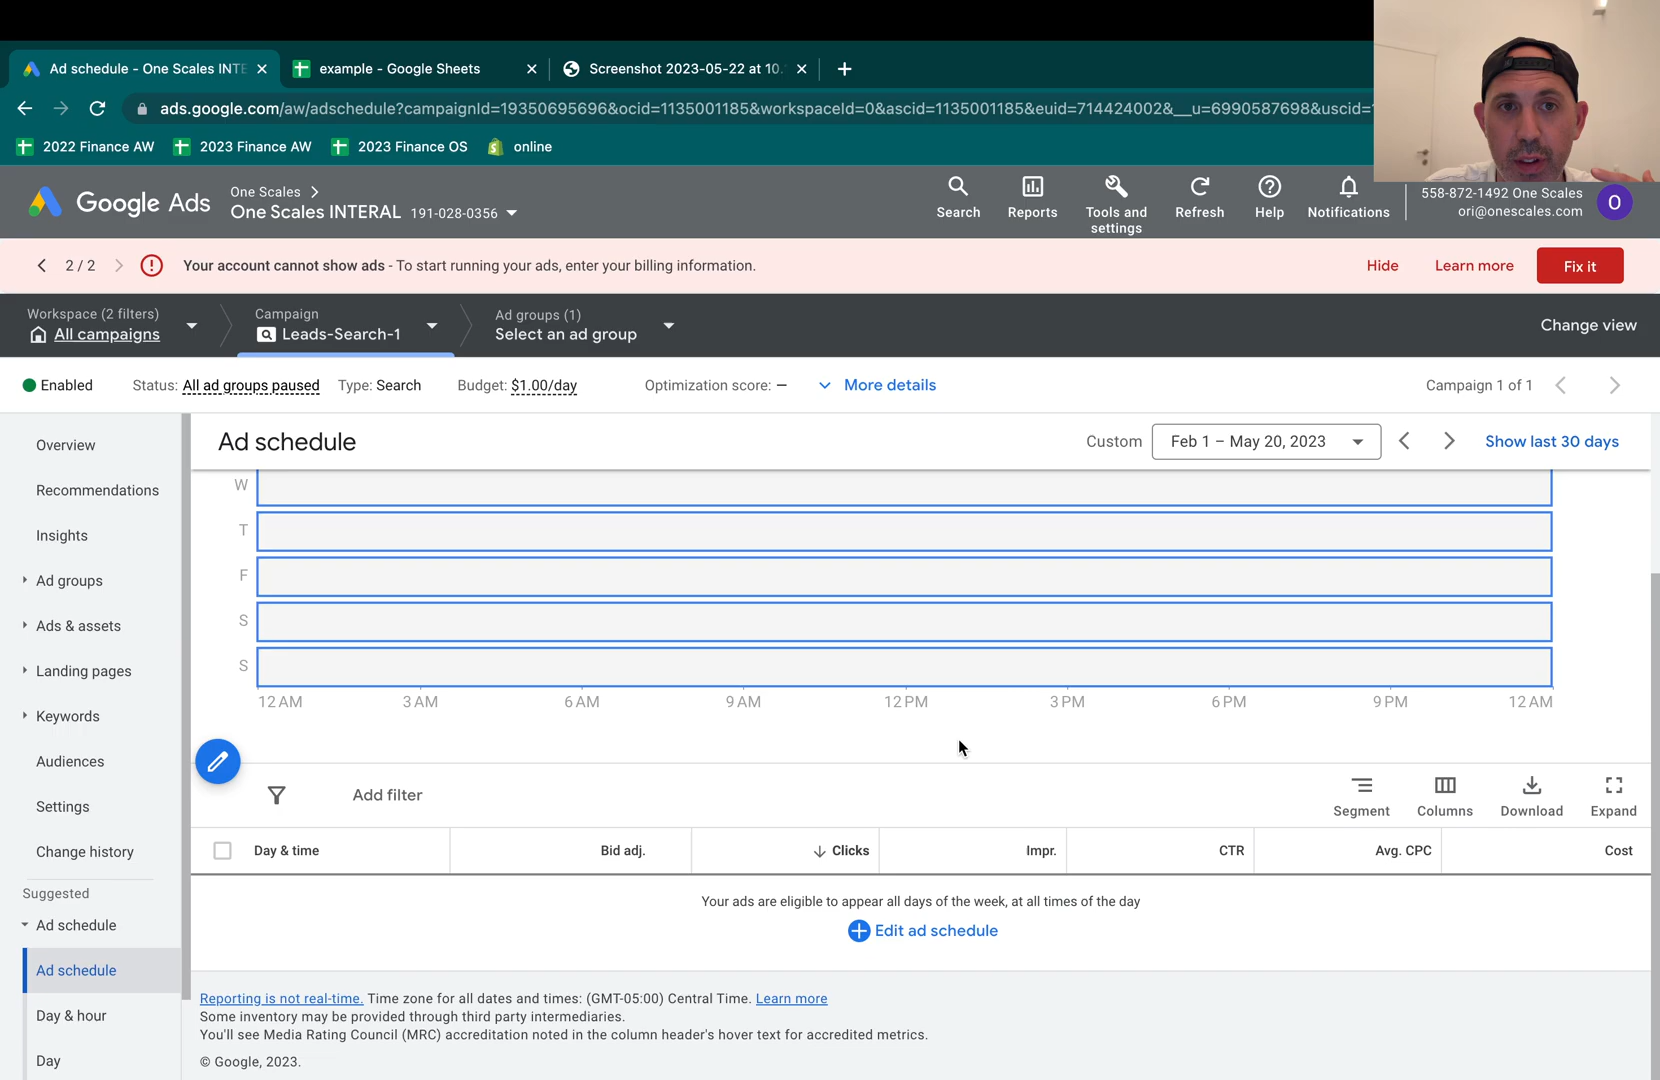 Ad schedule - One Scales INTE
example - Google Sheets
Screenshot 2023-05-22 at 10.
ads.google.com/aw/adschedule?campaignId=19350695696&ocid=1135001185&workspaceId=0&ascid=1135001185&euid=714424002&__u=6990587698&uscid=
2022 Finance AW
2023 Finance AW
2023 Finance OS
online
Google Ads
One Scales
One Scales INTERAL 191-028-0356
Search
Reports
Tools and
settings
Refresh
Help
Notifications
558-872-1492 One Scales
ori@onescales.com
O
2 / 2
Your account cannot show ads - To start running your ads, enter your billing information.
Hide
Learn more
Fix it
Workspace (2 filters)
All campaigns
Campaign
Leads-Search-1
Ad groups (1)
Select an ad group
Change view
Enabled
Status: All ad groups paused
Type: Search
Budget: $1.00/day
Optimization score: —
More details
Campaign 1 of 1
Overview
Recommendations
Insights
Ad groups
Ads & assets
Landing pages
Keywords
Audiences
Settings
Change history
Suggested
Ad schedule
Ad schedule
Day & hour
Day
Ad schedule
Custom
Feb 1 – May 20, 2023
Show last 30 days
W
T
F
S
S
12 AM 3 AM 6 AM 9 AM 12 PM 3 PM 6 PM 9 PM 12 AM
Add filter
Segment
Columns
Download
Expand
Day & time Bid adj. Clicks Impr. CTR Avg. CPC Cost
Your ads are eligible to appear all days of the week, at all times of the day
Edit ad schedule
Reporting is not real-time. Time zone for all dates and times: (GMT-05:00) Central Time. Learn more
Some inventory may be provided through third party intermediaries.
You'll see Media Rating Council (MRC) accreditation noted in the column header's hover text for accredited metrics.
© Google, 2023.